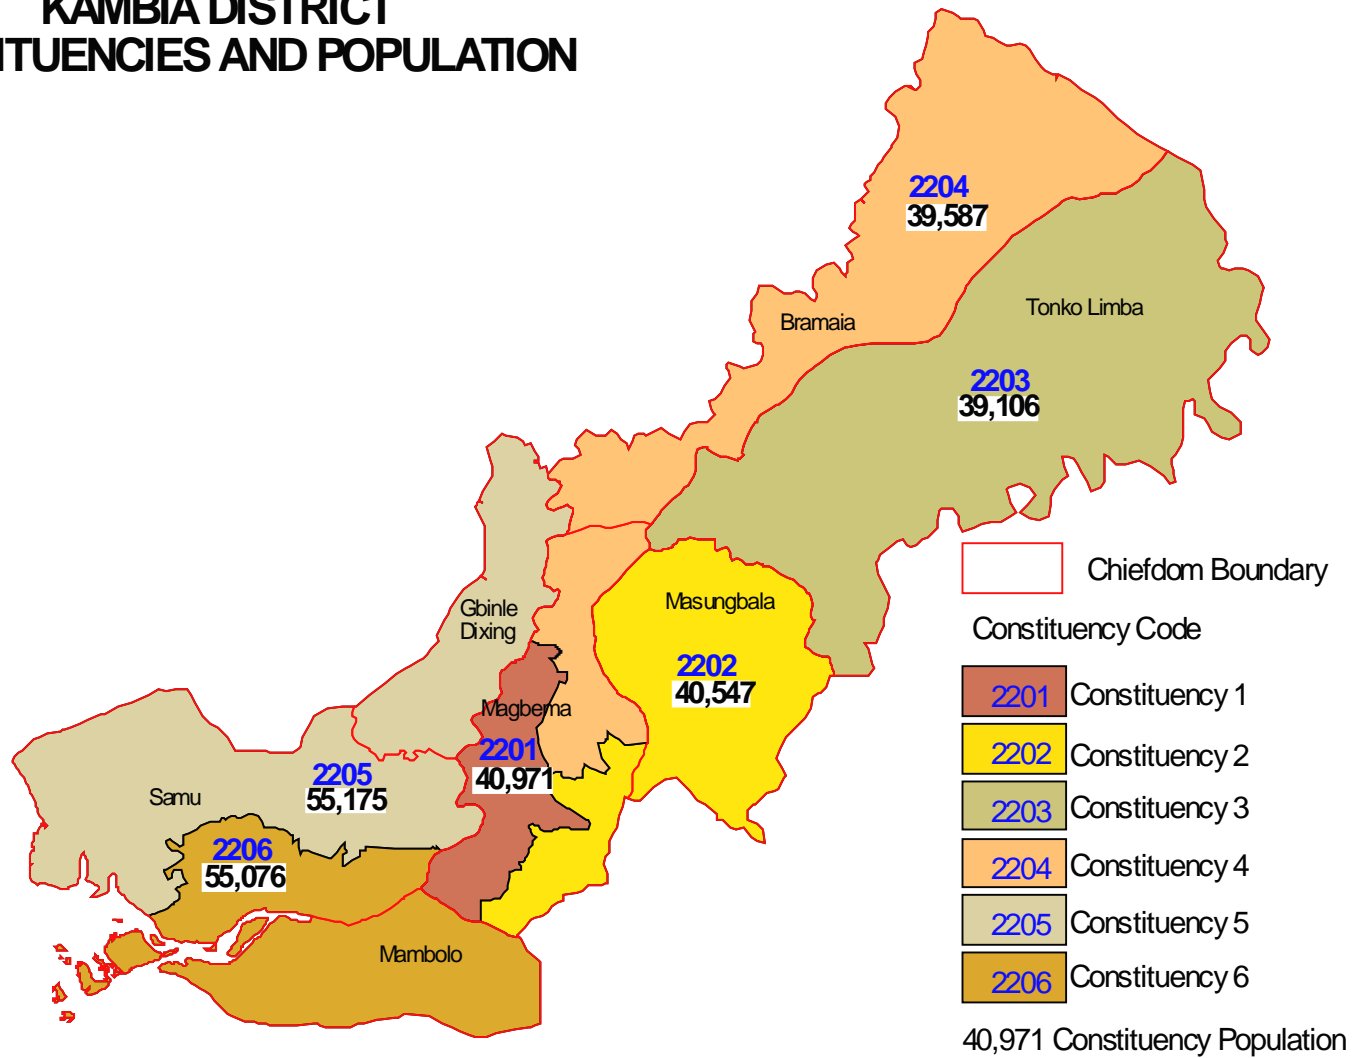 KAMBIA DISTRICT
ITUENCIES AND POPULATION
2204
39,587
Bramaia
Tonko Limba
2203
39,106
Gbinle
Dixing
Masungbala
2202
40,547
Magbema
2201
40,971
2205
55,175
Samu
2206
55,076
Mambolo
Chiefdom Boundary
Constituency Code
2201 Constituency 1
2202 Constituency 2
2203 Constituency 3
2204 Constituency 4
2205 Constituency 5
2206 Constituency 6
40,971 Constituency Population